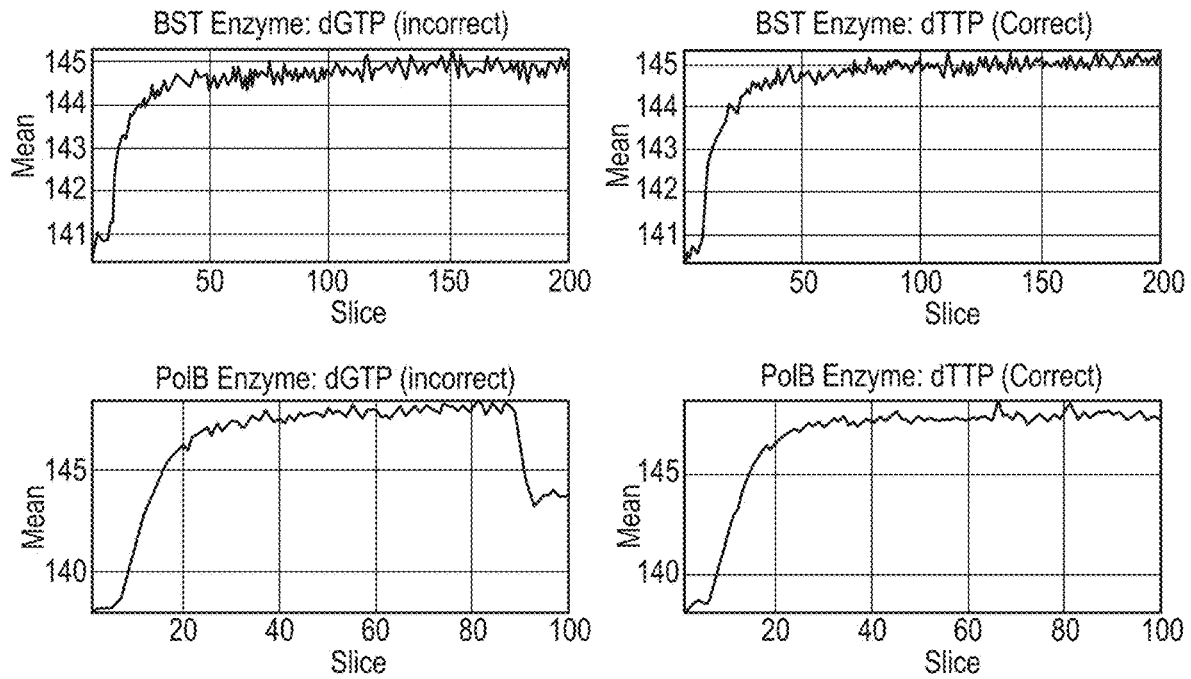 BST Enzyme: dGTP (incorrect)
145
144
143
142
141
Mean
50 100 150 200
Slice
BST Enzyme: dTTP (Correct)
145
144
143
142
141
Mean
50 100 150 200
Slice
PolB Enzyme: dGTP (incorrect)
145
140
Mean
20 40 60 80 100
Slice
PolB Enzyme: dTTP (Correct)
145
140
Mean
20 40 60 80 100
Slice